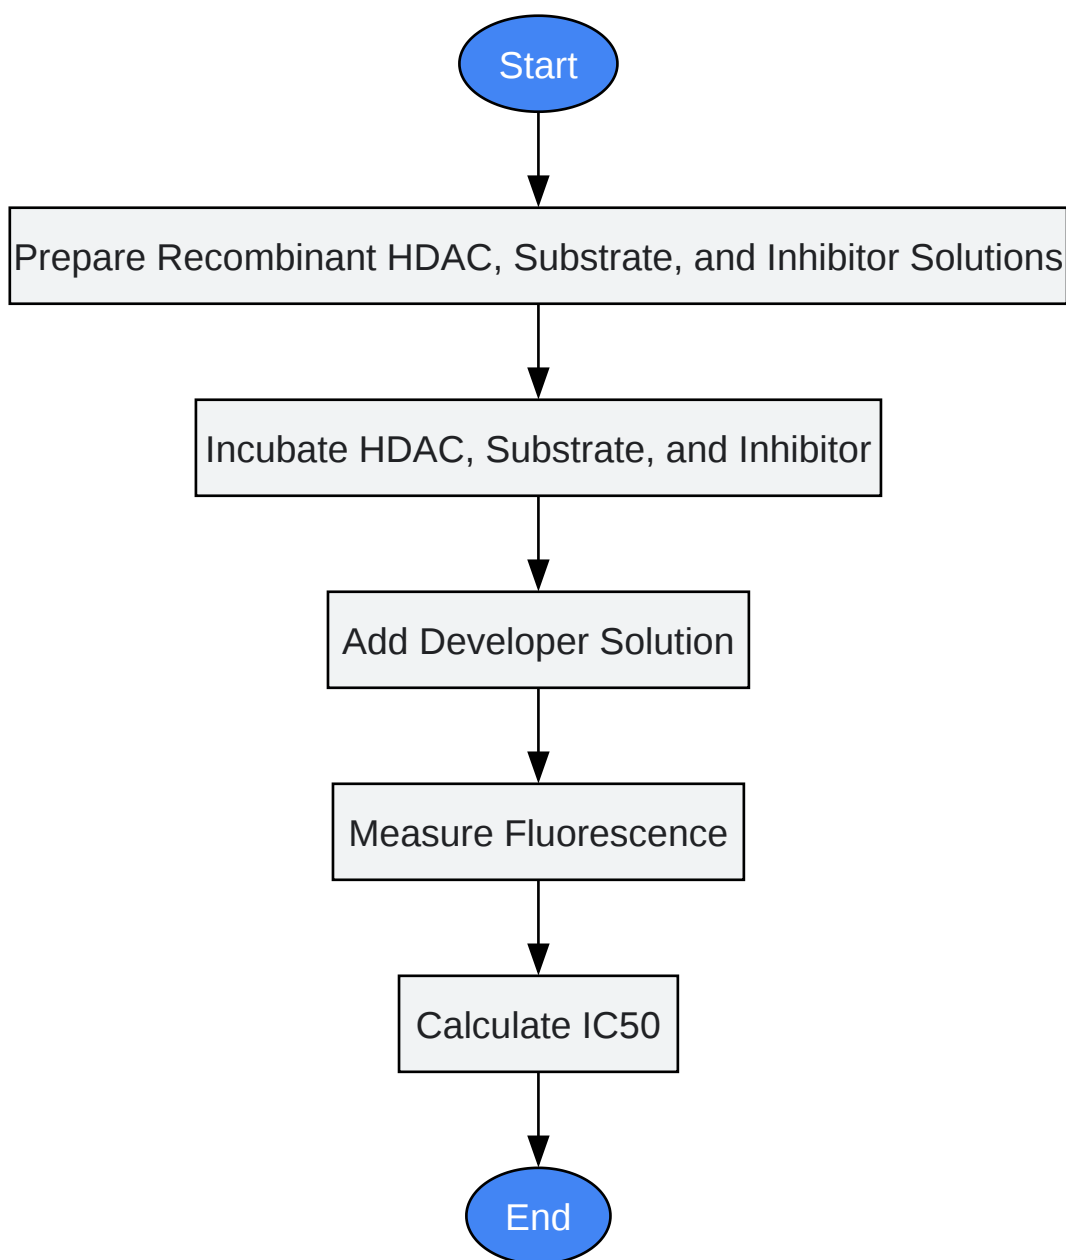 Start
Prepare Recombinant HDAC, Substrate, and Inhibitor Solutions
Incubate HDAC, Substrate, and Inhibitor
Add Developer Solution
Measure Fluorescence
Calculate IC50
End